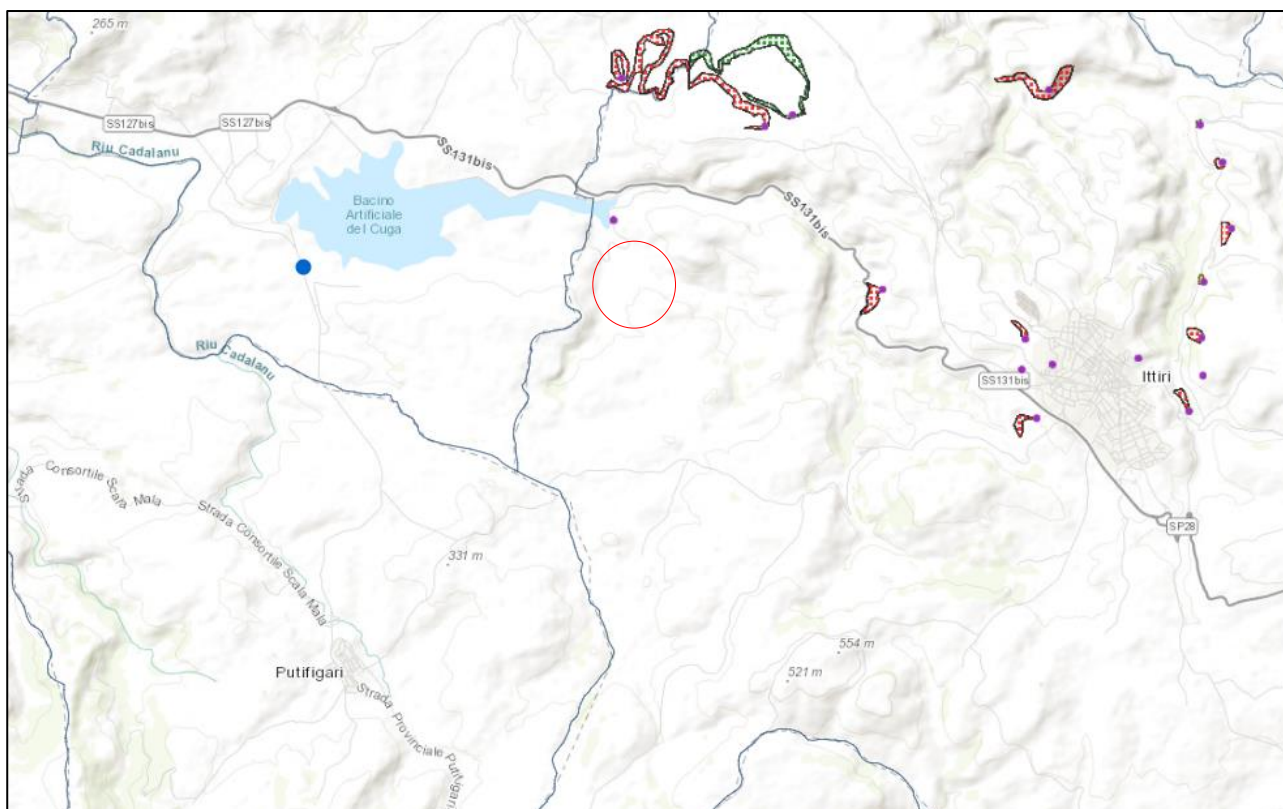 265 m
SS127bis
SS127bis
Riu Cadalanu
SS131bis
Bacino
Artificiale
del Cuga
SS131bis
Riu Cadalanu
SS131bis
Ittiri
Strada Consortile Scala Mala
Strada Consortile Scala Mala
SP28
331 m
554 m
521 m
Putifigari
Strada Provinciale Putifigari